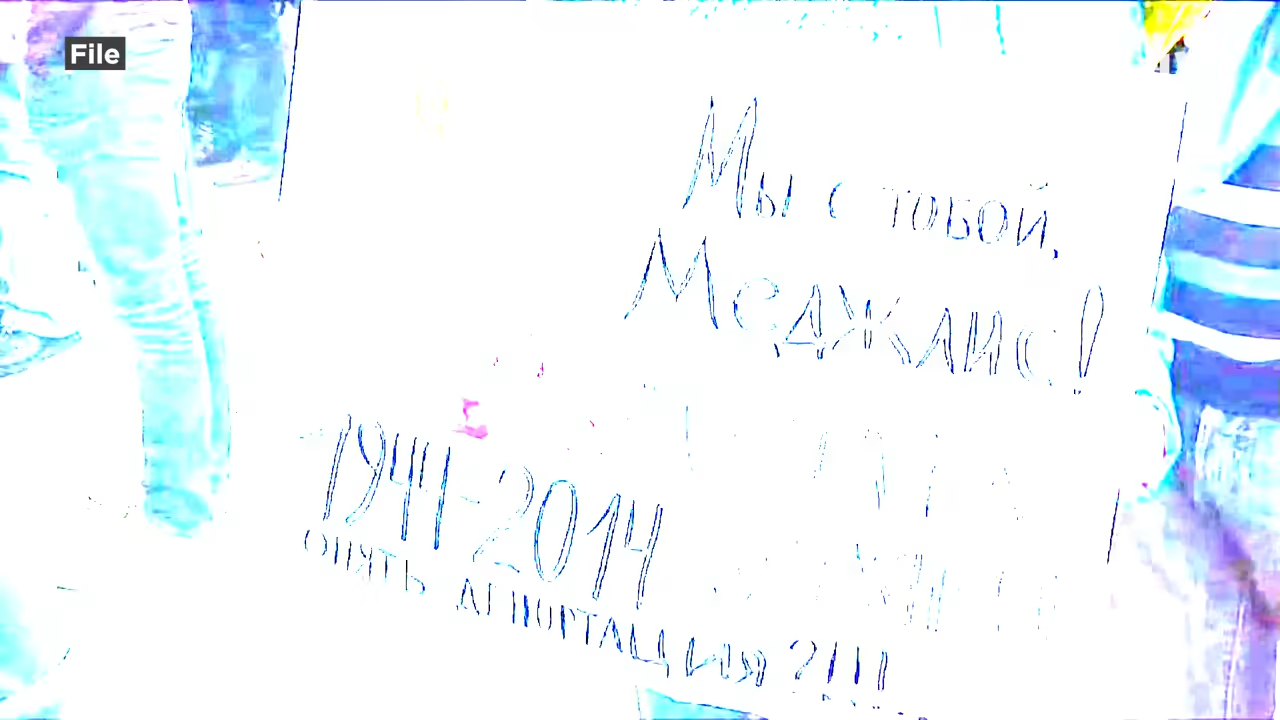 File
Мы с тобой,
Меджлис!
1944-2014
опять депортация?!!!